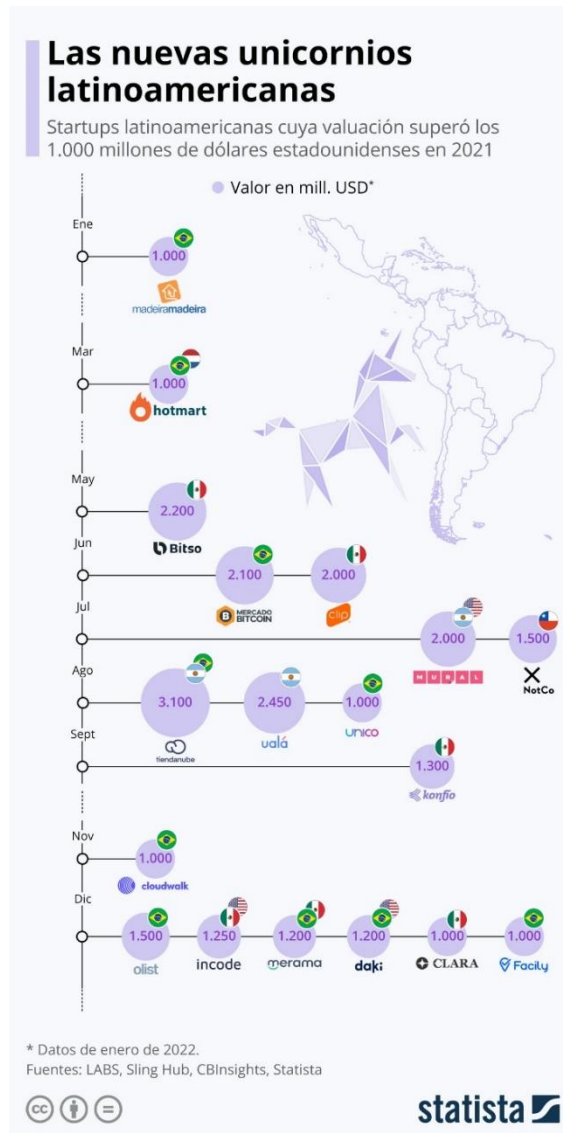 Las nuevas unicornios
latinoamericanas
Startups latinoamericanas cuya valuación superó los
1.000 millones de dólares estadounidenses en 2021
Valor en mill. USD*
Ene
1.000
madeiramadeira
Mar
1.000
hotmart
May
2.200
Bitso
Jun
2.100
2.000
MERCADO
BITCOIN
clip
Jul
2.000
1.500
MURAL
NotCo
Ago
3.100
2.450
1.000
tiendanube
ualá
unico
Sept
1.300
konfío
Nov
1.000
cloudwalk
Dic
1.500
1.250
1.200
1.200
1.000
1.000
olist
incode
merama
daki
CLARA
Facily
* Datos de enero de 2022.
Fuentes: LABS, Sling Hub, CBInsights, Statista
cc
statista